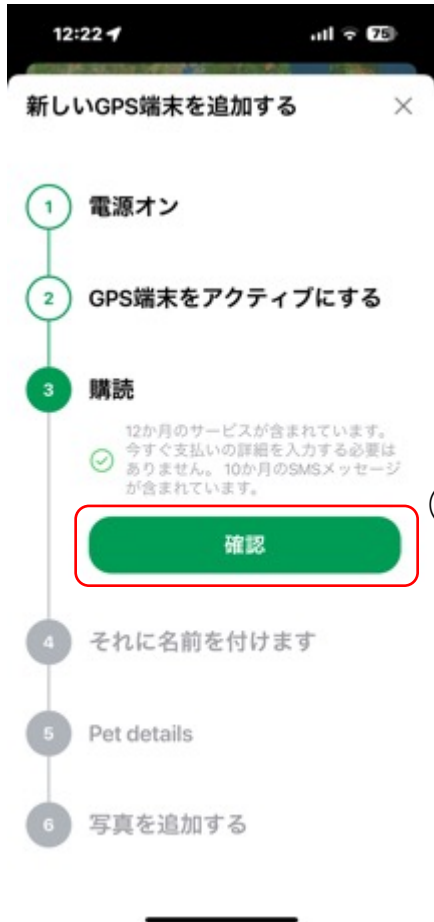 12:22
75
新しいGPS端末を追加する
1 電源オン
2 GPS端末をアクティブにする
3 購読
12か月のサービスが含まれています。
今すぐ支払いの詳細を入力する必要は
ありません。 10か月のSMSメッセージ
が含まれています。
確認
4 それに名前を付けます
5 Pet details
6 写真を追加する